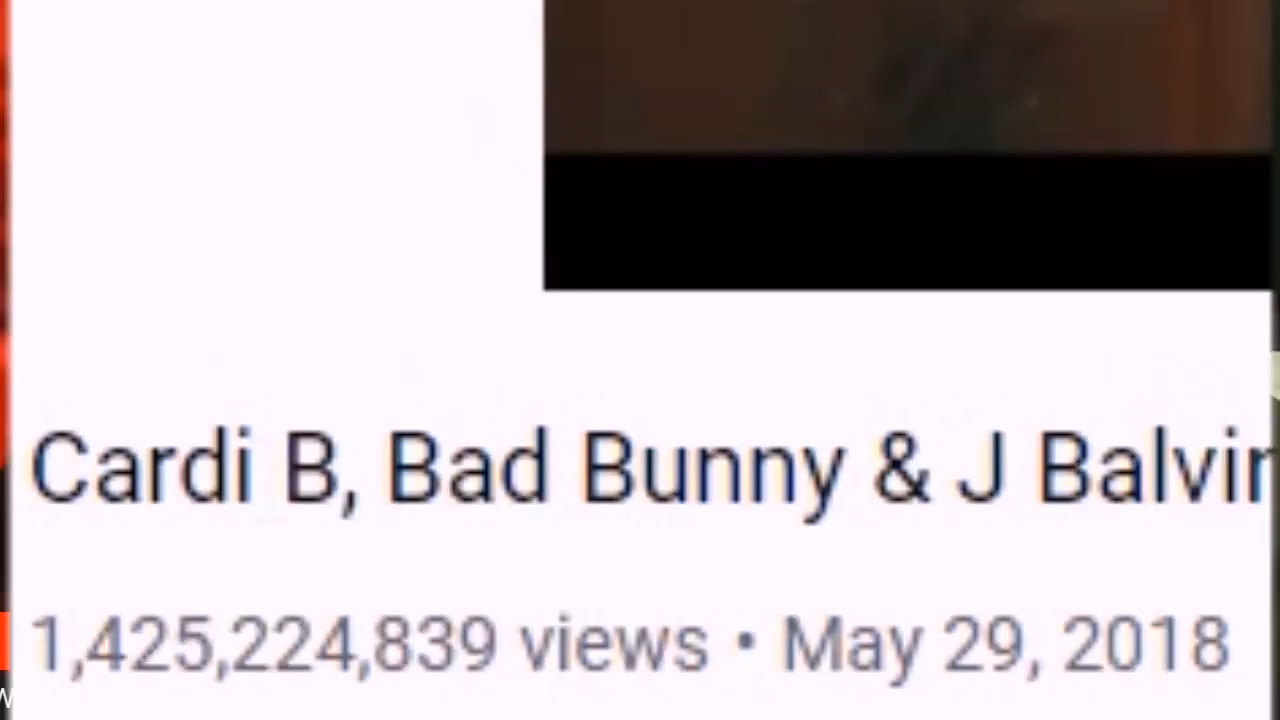 Cardi B, Bad Bunny & J Balvin
1,425,224,839 views • May 29, 2018